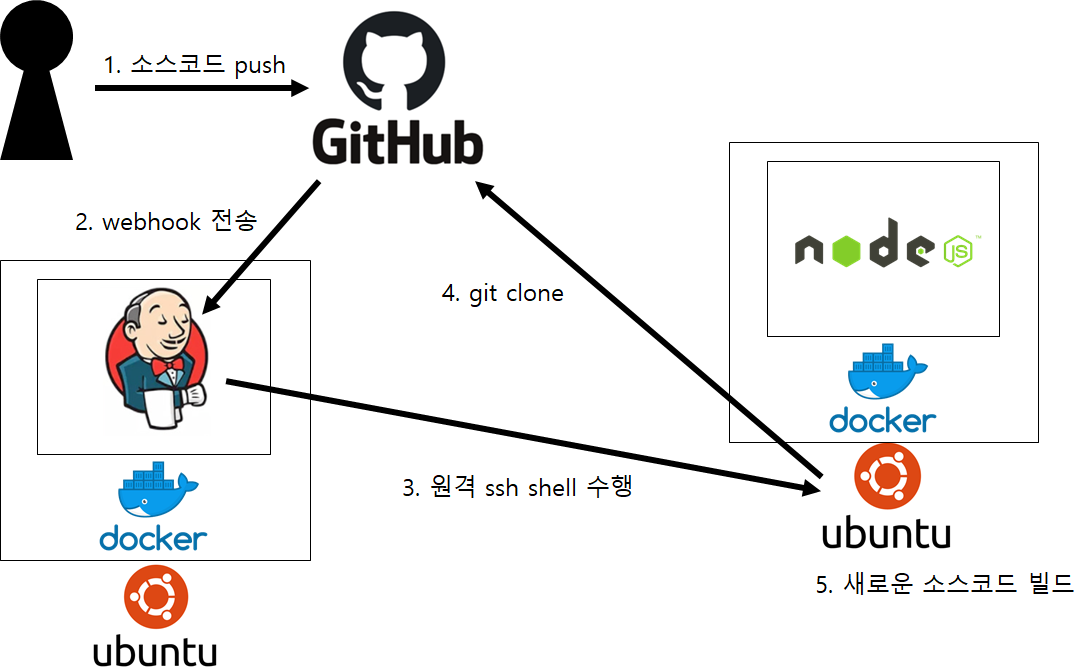 1. 소스코드 push
GitHub
2. webhook 전송
node
JS™
4. git clone
docker
3. 원격 ssh shell 수행
docker
ubuntu
5. 새로운 소스코드 빌드
ubuntu